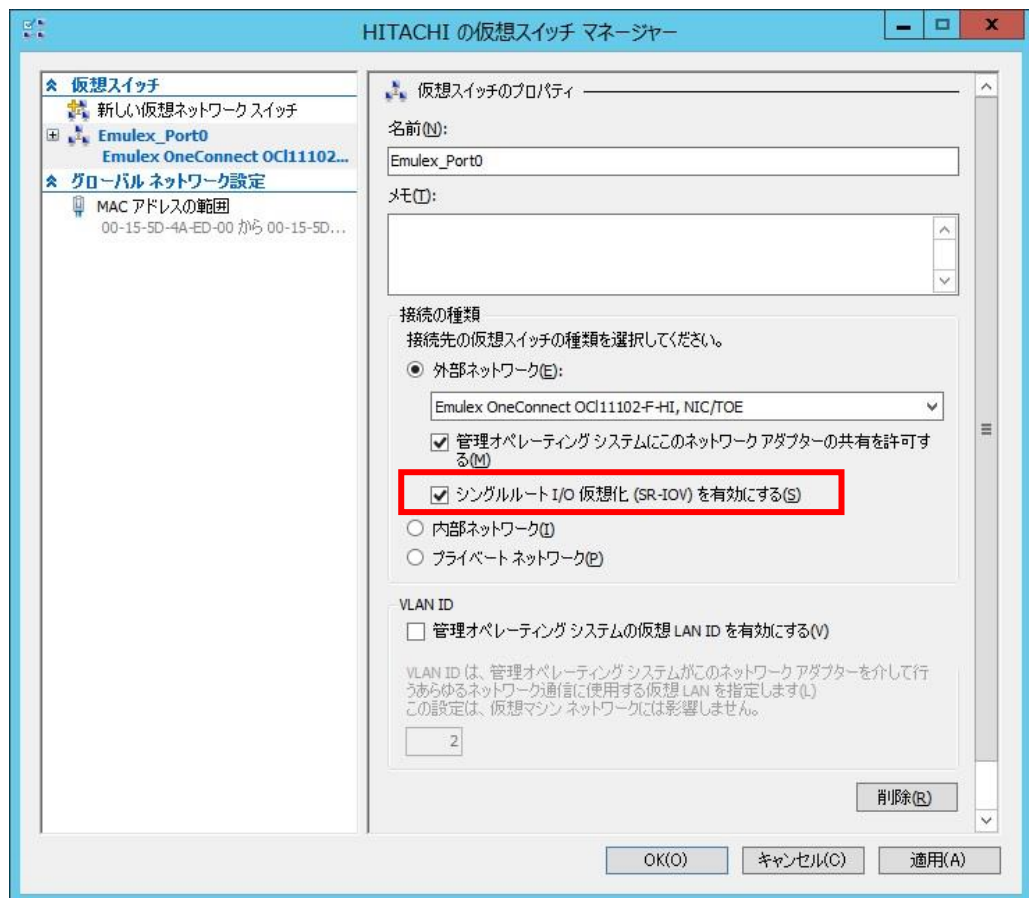 HITACHI の仮想スイッチ マネージャー
仮想スイッチ
新しい仮想ネットワーク スイッチ
Emulex_Port0
Emulex OneConnect OCl11102...
グローバル ネットワーク設定
MAC アドレスの範囲
00-15-5D-4A-ED-00 から 00-15-5D...
仮想スイッチのプロパティ
名前(N):
Emulex_Port0
メモ(T):
接続の種類
接続先の仮想スイッチの種類を選択してください。
外部ネットワーク(E):
Emulex OneConnect OCl11102-F-HI, NIC/TOE
管理オペレーティング システムにこのネットワーク アダプターの共有を許可す
る(M)
シングルルート I/O 仮想化 (SR-IOV) を有効にする(S)
内部ネットワーク(I)
プライベート ネットワーク(P)
VLAN ID
管理オペレーティング システムの仮想 LAN ID を有効にする(V)
VLAN ID は、管理オペレーティング システムがこのネットワーク アダプターを介して行
うあらゆるネットワーク通信に使用する仮想 LAN を指定します(L)
この設定は、仮想マシン ネットワークには影響しません。
2
削除(R)
OK(O)
キャンセル(C)
適用(A)